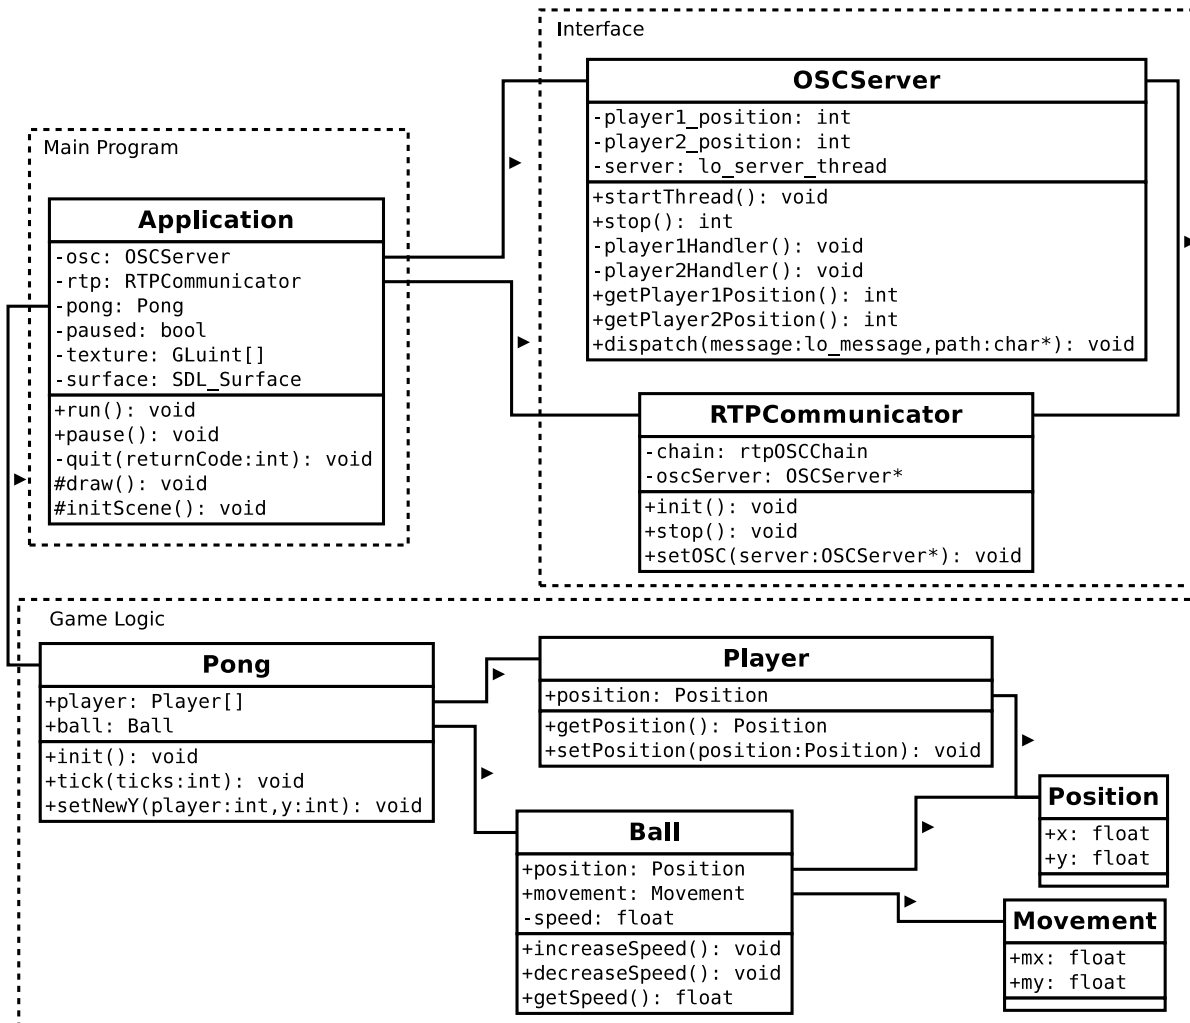 Interface
OSCServer
-player1_position: int
-player2_position: int
-server: lo_server_thread
+startThread(): void
+stop(): int
-player1Handler(): void
-player2Handler(): void
+getPlayer1Position(): int
+getPlayer2Position(): int
+dispatch(message:lo_message,path:char*): void
Main Program
Application
-osc: OSCServer
-rtp: RTPCommunicator
-pong: Pong
-paused: bool
-texture: GLuint[]
-surface: SDL_Surface
+run(): void
+pause(): void
-quit(returnCode:int): void
#draw(): void
#initScene(): void
RTPCommunicator
-chain: rtpOSCChain
-oscServer: OSCServer*
+init(): void
+stop(): void
+setOSC(server:OSCServer*): void
Game Logic
Pong
+player: Player[]
+ball: Ball
+init(): void
+tick(ticks:int): void
+setNewY(player:int,y:int): void
Player
+position: Position
+getPosition(): Position
+setPosition(position:Position): void
Ball
+position: Position
+movement: Movement
-speed: float
+increaseSpeed(): void
+decreaseSpeed(): void
+getSpeed(): float
Position
+x: float
+y: float
Movement
+mx: float
+my: float